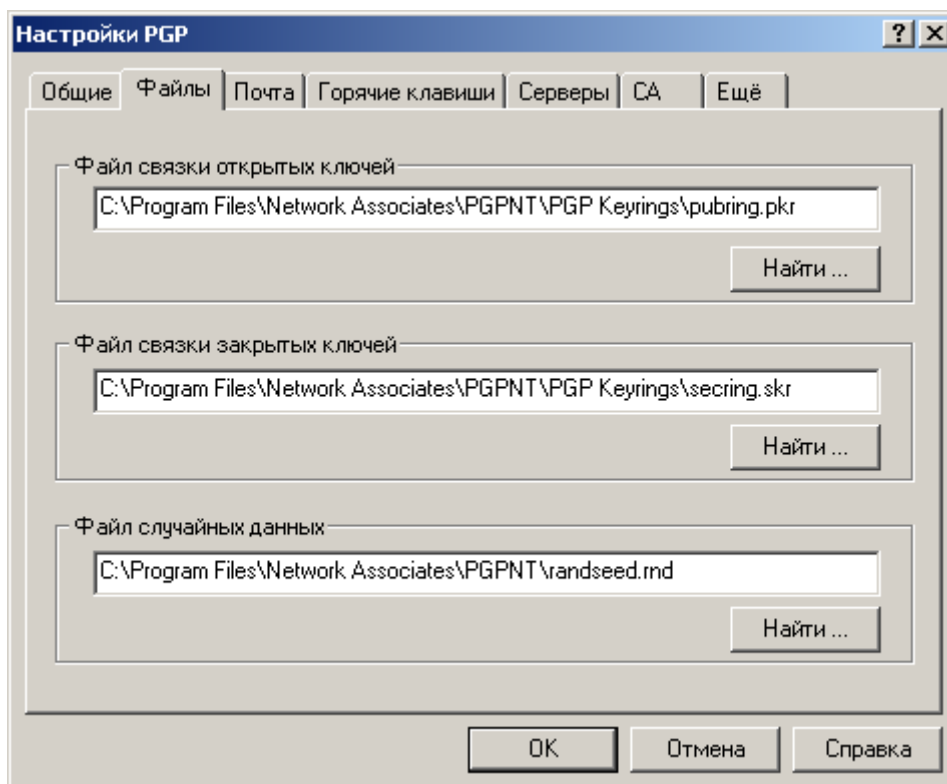 Настройки PGP
Общие Файлы Почта Горячие клавиши Серверы CA Ещё
Файл связки открытых ключей
C:\Program Files\Network Associates\PGPNT\PGP Keyrings\pubring.pkr
Найти ...
Файл связки закрытых ключей
C:\Program Files\Network Associates\PGPNT\PGP Keyrings\secring.skr
Найти ...
Файл случайных данных
C:\Program Files\Network Associates\PGPNT\randseed.rnd
Найти ...
OK Отмена Справка